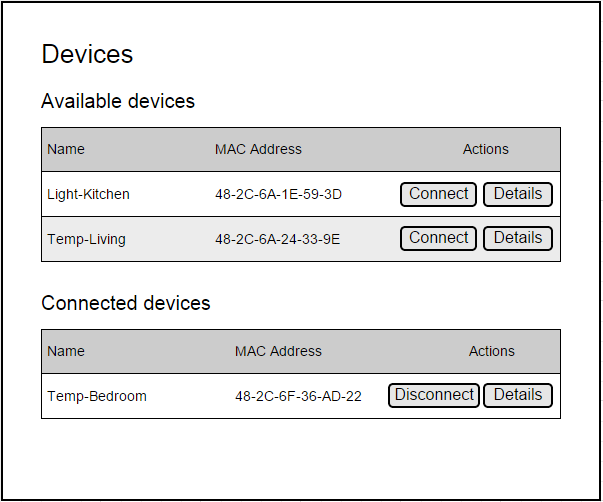 Devices
Available devices
Name MAC Address Actions
Light-Kitchen 48-2C-6A-1E-59-3D Connect Details
Temp-Living 48-2C-6A-24-33-9E Connect Details
Connected devices
Name MAC Address Actions
Temp-Bedroom 48-2C-6F-36-AD-22 Disconnect Details